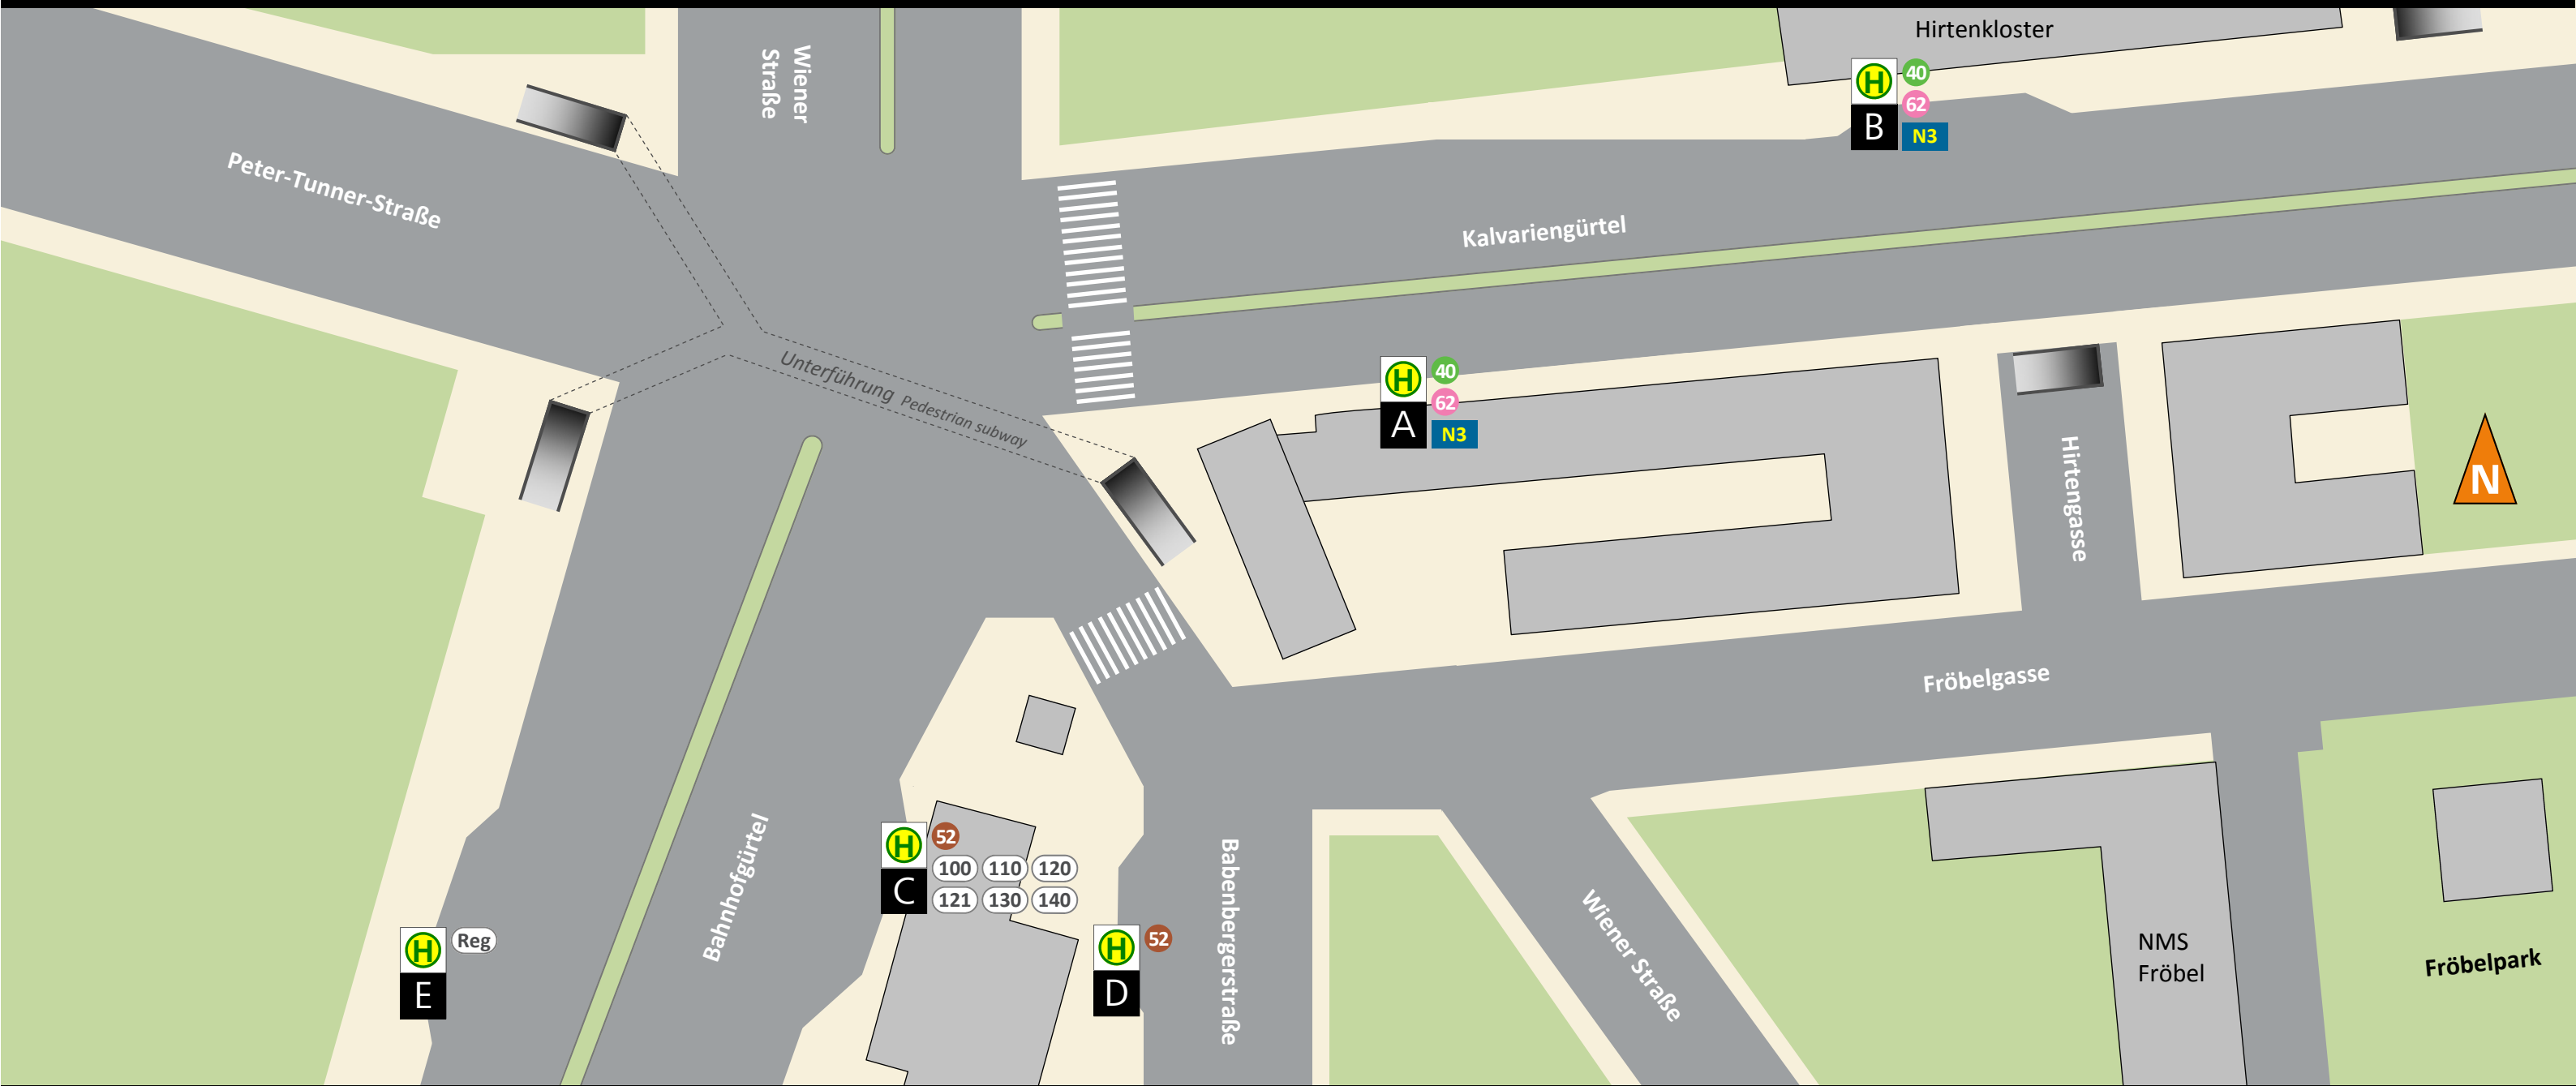 Hirtenkloster
Wiener
Straße
H
B
40
62
N3
Peter-Tunner-Straße
Kalvariengürtel
Unterführung Pedestrian subway
H
A
40
62
N3
Hirtengasse
N
Fröbelgasse
H
C
52
100 110 120
121 130 140
Bahnhofgürtel
H
D
52
Babenbergerstraße
Wiener Straße
H
E
Reg
NMS
Fröbel
Fröbelpark